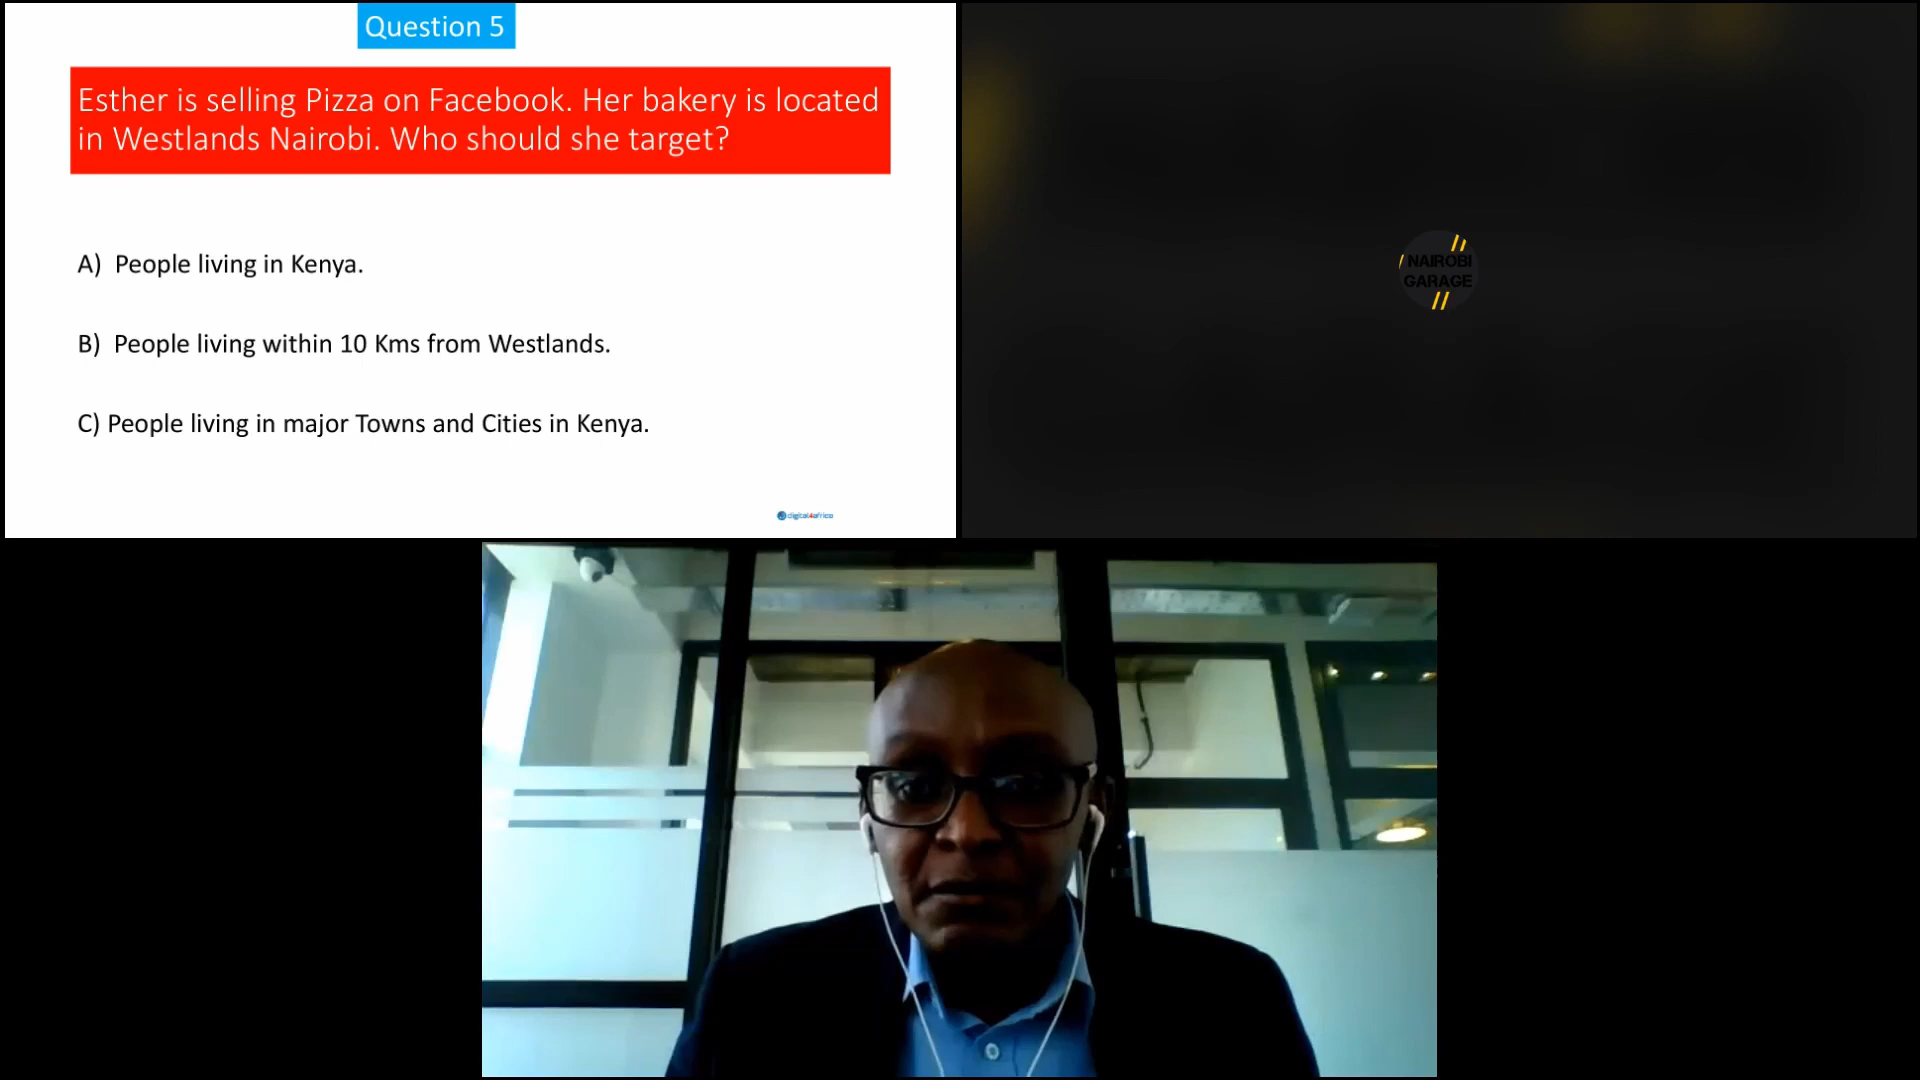 Question 5
Esther is selling Pizza on Facebook. Her bakery is located
in Westlands Nairobi. Who should she target?
A) People living in Kenya.
B) People living within 10 Kms from Westlands.
C) People living in major Towns and Cities in Kenya.
digital4africa
NAIROBI
GARAGE